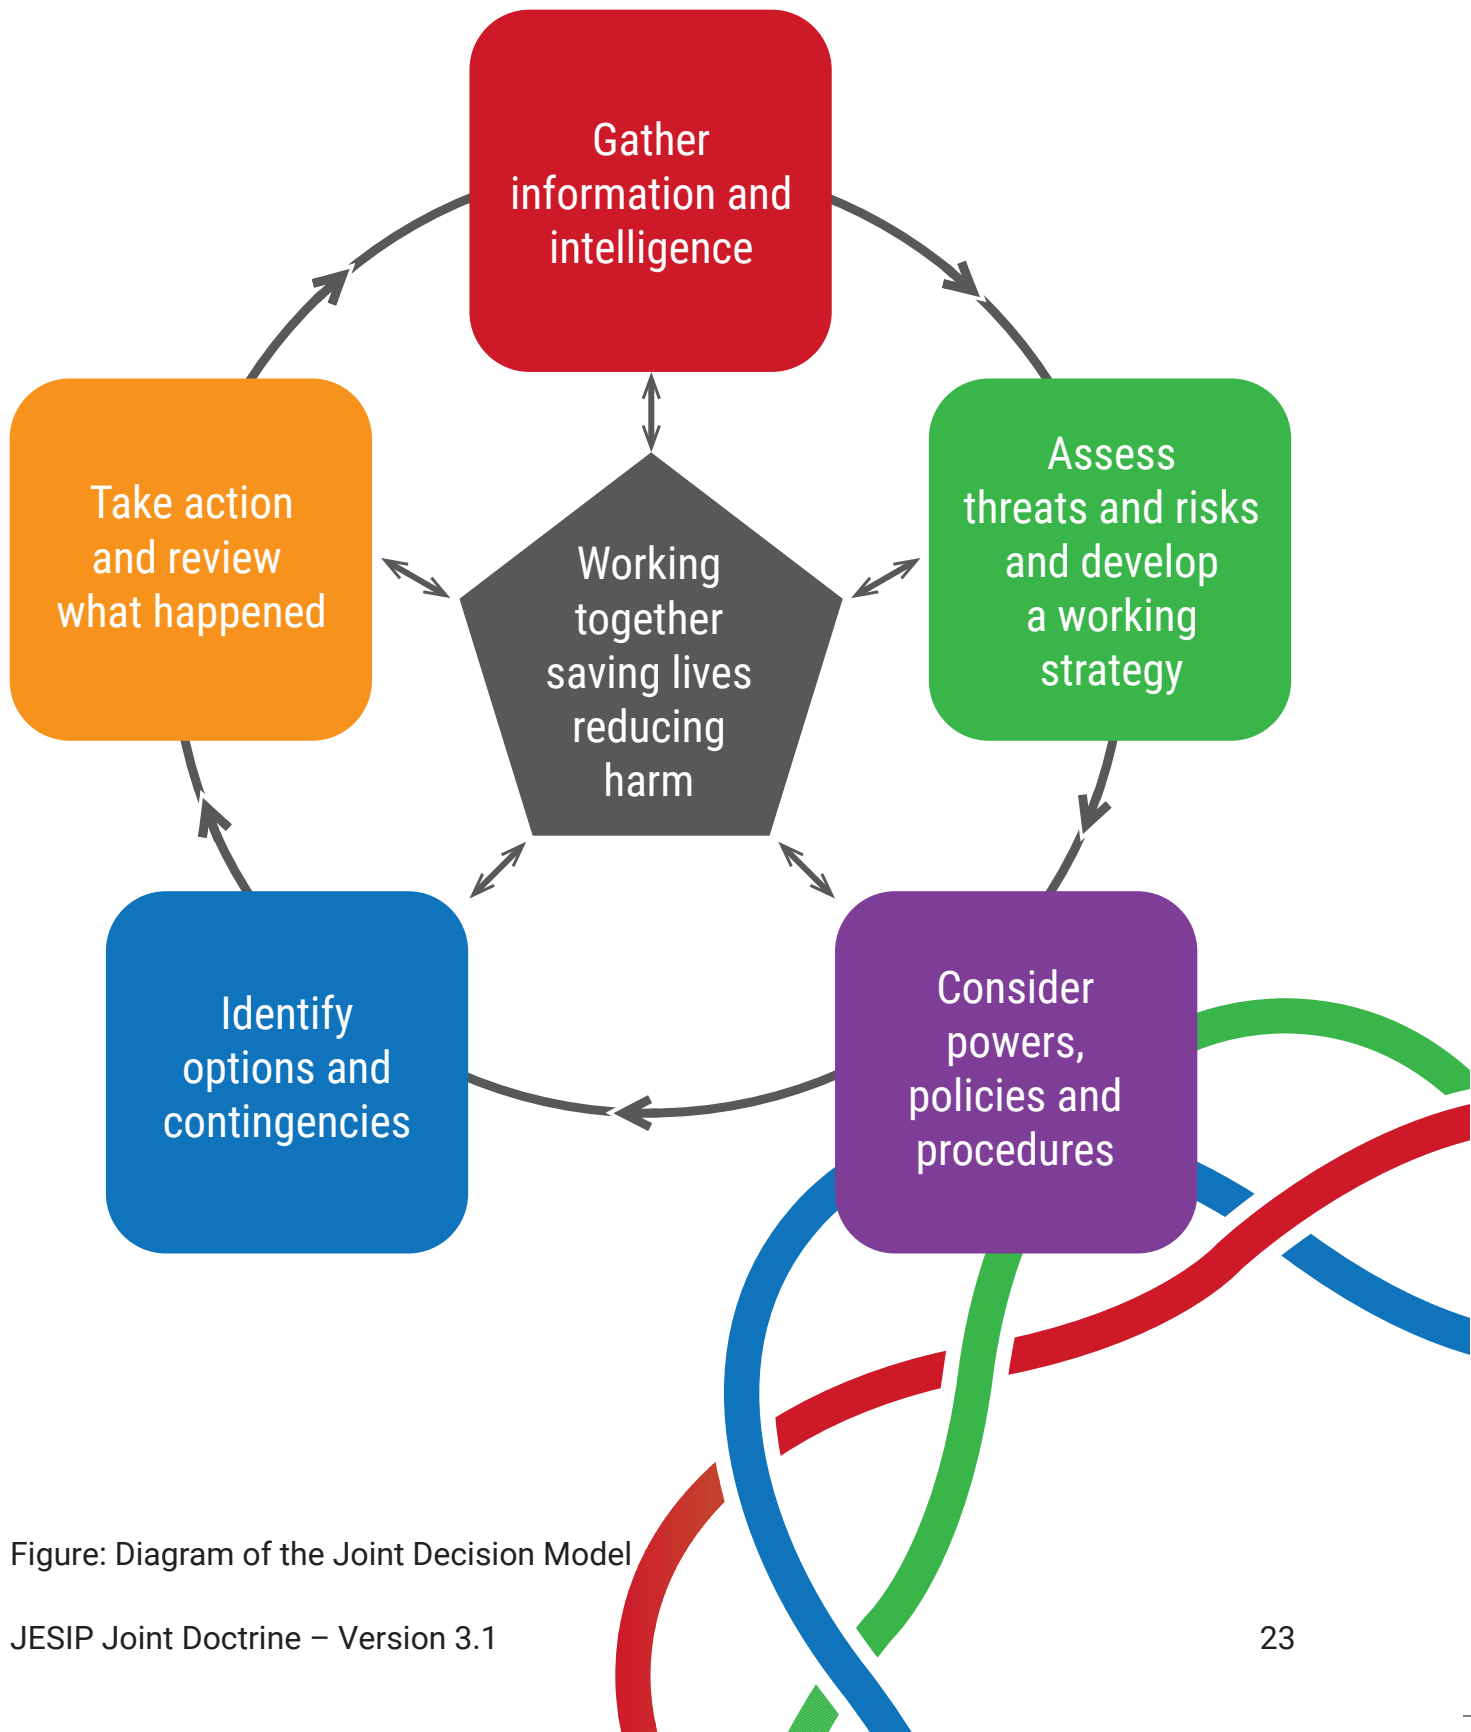 Gather
information and
intelligence
Assess
threats and risks
and develop
a working
strategy
Consider
powers,
policies and
procedures
Identify
options and
contingencies
Take action
and review
what happened
Working
together
saving lives
reducing
harm
Figure: Diagram of the Joint Decision Model
JESIP Joint Doctrine – Version 3.1
23